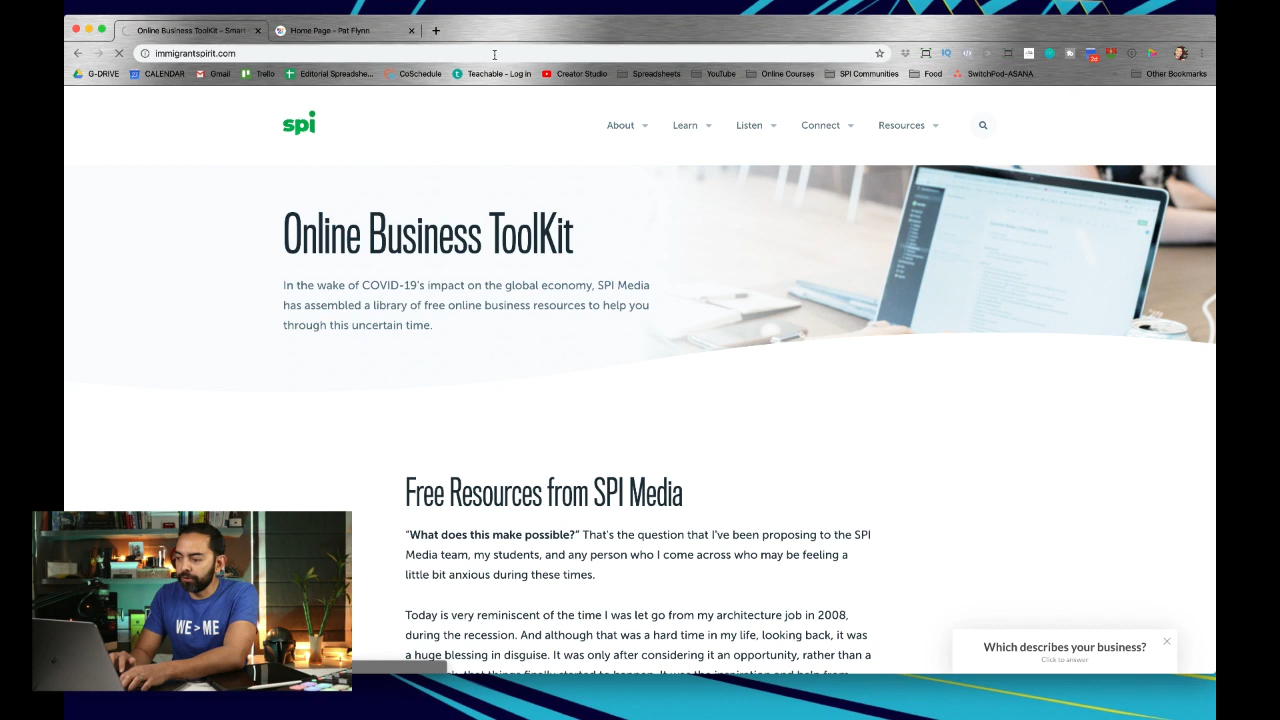 Online Business ToolKit – Smart
Home Page - Pat Flynn
immigrantspirit.com
G-DRIVE CALENDAR Gmail Trello Editorial Spreadshe... CoSchedule Teachable - Log in Creator Studio Spreadsheets YouTube Online Courses SPI Communities Food SwitchPod-ASANA Other Bookmarks
spi
About Learn Listen Connect Resources
Online Business ToolKit
In the wake of COVID-19's impact on the global economy, SPI Media
has assembled a library of free online business resources to help you
through this uncertain time.
Free Resources from SPI Media
"What does this make possible?" That's the question that I've been proposing to the SPI
Media team, my students, and any person who I come across who may be feeling a
little bit anxious during these times.
Today is very reminiscent of the time I was let go from my architecture job in 2008,
during the recession. And although that was a hard time in my life, looking back, it was
a huge blessing in disguise. It was only after considering it an opportunity, rather than a
Which describes your business?
Click to answer
WE>ME